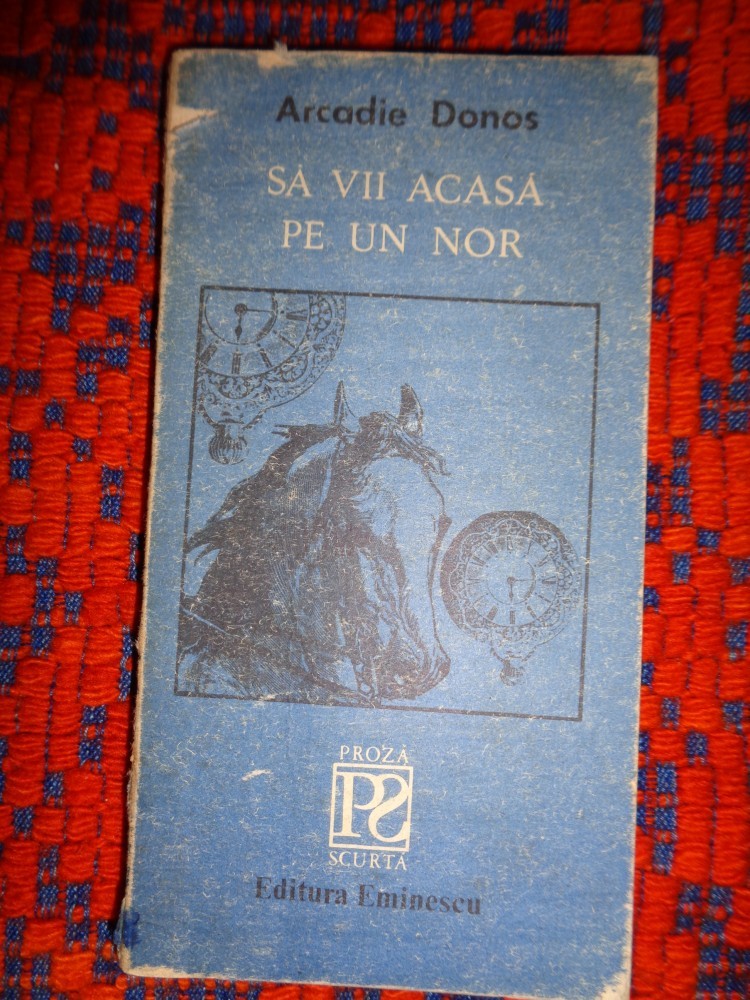 Arcadie Donos
SĂ VII ACASĂ
PE UN NOR
PROZĂ
PS
SCURTĂ
Editura Eminescu